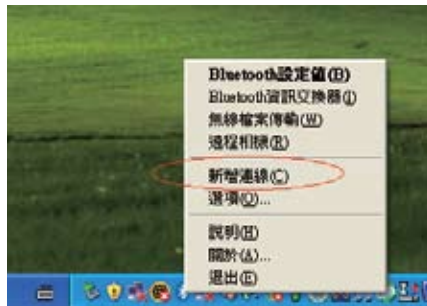 Bluetooth設定值(B)
Bluetooth資訊交換器(I)
無線檔案傳輸(W)
遠程相機(R)
新增連線(C)
選項(O)...
說明(H)
關於(A)...
退出(E)